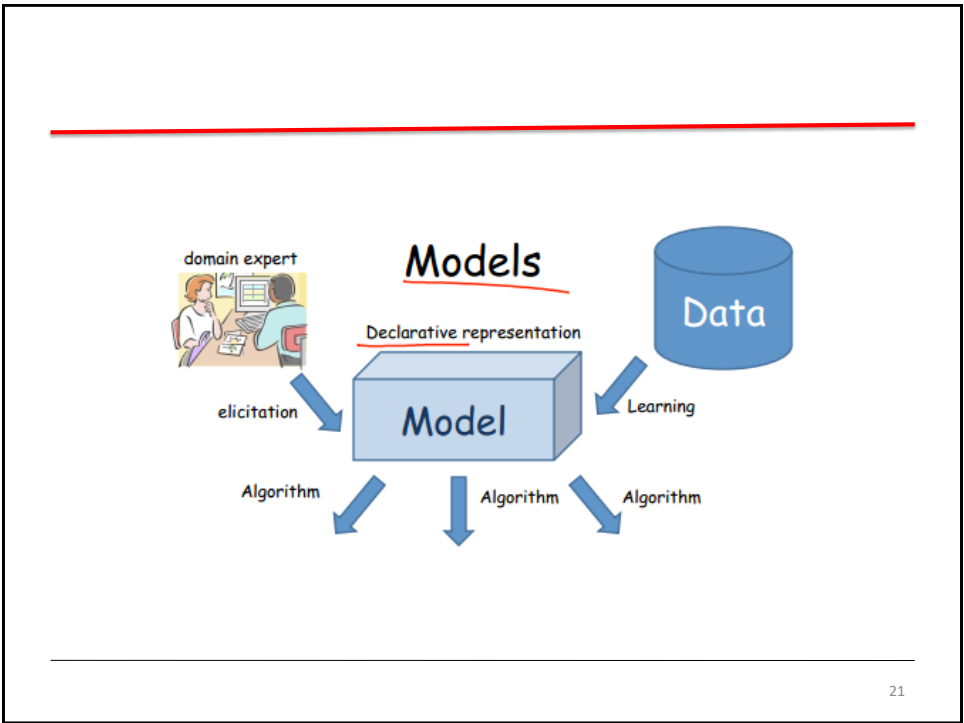 Models
domain expert
Data
Declarative representation
elicitation
Model
Learning
Algorithm
Algorithm
Algorithm
21